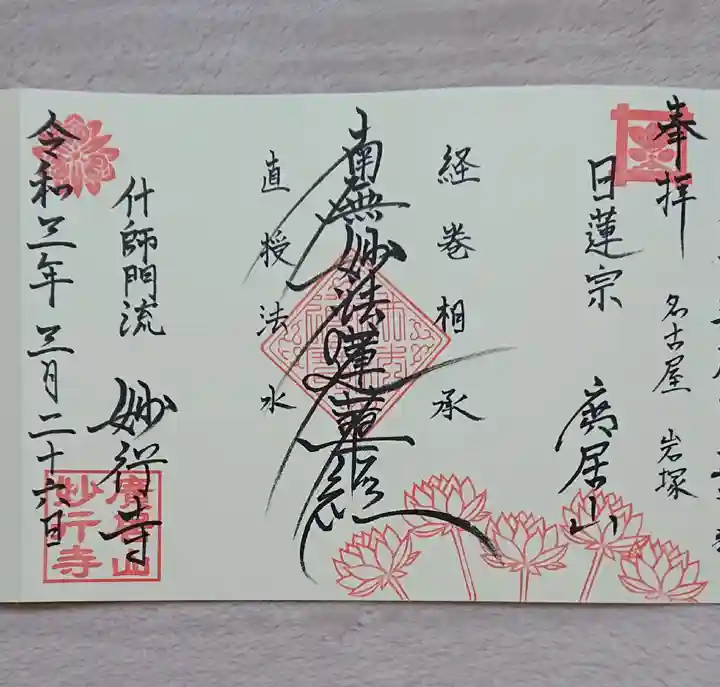 奉拝
名古屋 岩塚
日蓮宗 廣居山
経巻相承
南無妙法蓮華經
直授法水
什師門流 妙行寺
令和三年三月二十六日
廣居山
妙行寺